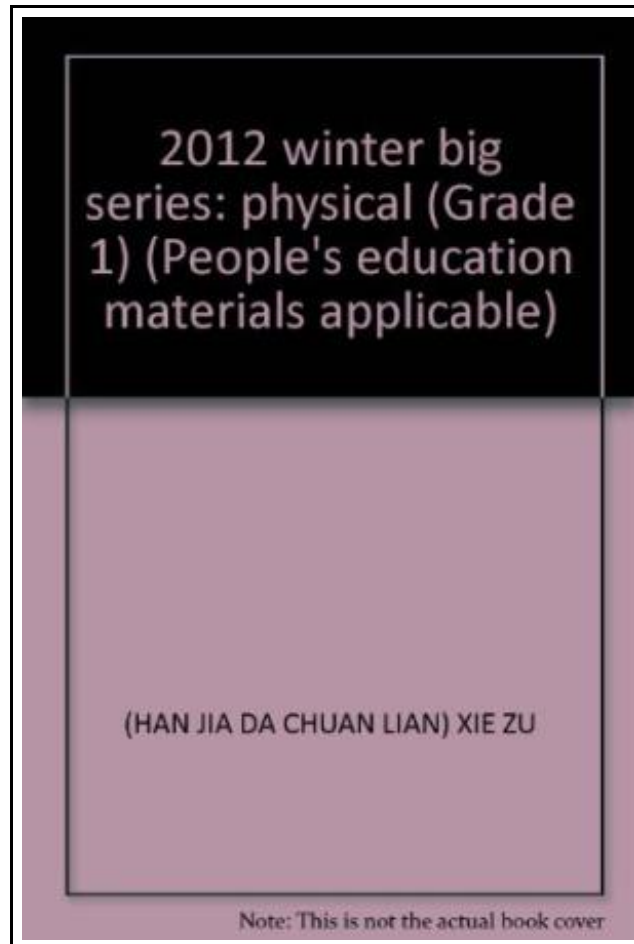 2012 winter big
series: physical (Grade
1) (People's education
materials applicable)
(HAN JIA DA CHUAN LIAN) XIE ZU
Note: This is not the actual book cover